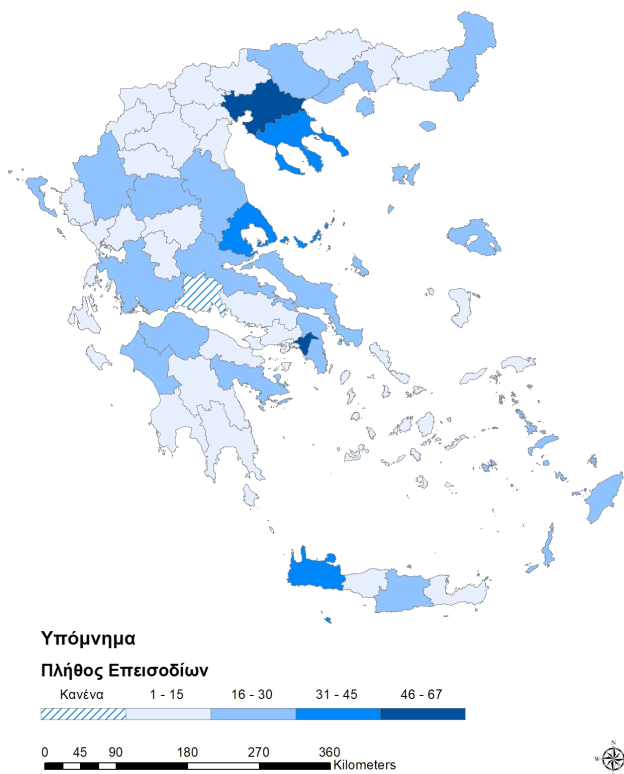 Υπόμνημα
Πλήθος Επεισοδίων
Κανένα 1 - 15 16 - 30 31 - 45 46 - 67
0 45 90 180 270 360
Kilometers
N
W